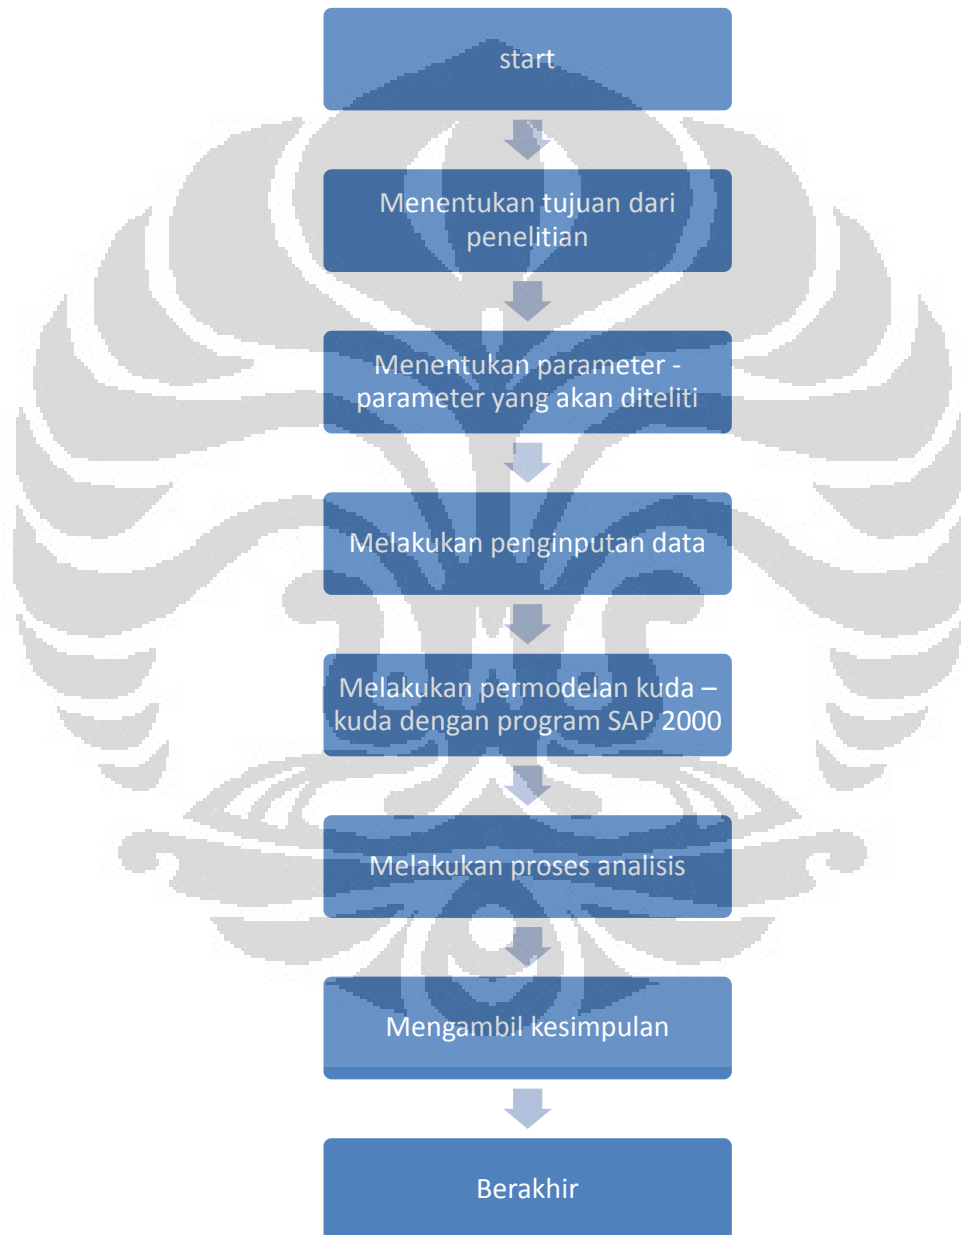 start
Menentukan tujuan dari
penelitian
Menentukan parameter -
parameter yang akan diteliti
Melakukan penginputan data
Melakukan permodelan kuda –
kuda dengan program SAP 2000
Melakukan proses analisis
Mengambil kesimpulan
Berakhir